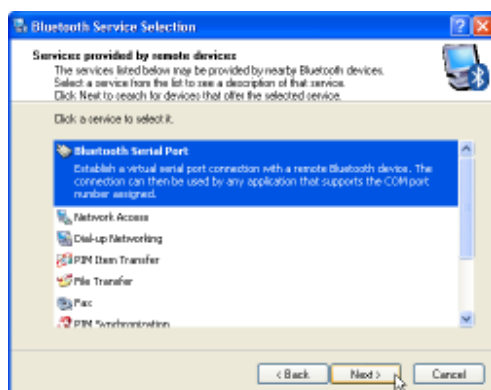 Bluetooth Service Selection
Services provided by remote devices
The services listed below may be provided by nearby Bluetooth devices.
Select a service from the list to see a description of that service.
Click Next to search for devices that offer the selected service.
Click a service to select it.
Bluetooth Serial Port
Establish a virtual serial port connection with a remote Bluetooth device. The
connection can then be used by any application that supports the COM port
number assigned.
Network Access
Dial-up Networking
PIM Item Transfer
File Transfer
Fax
PIM Synchronization
< Back Next > Cancel